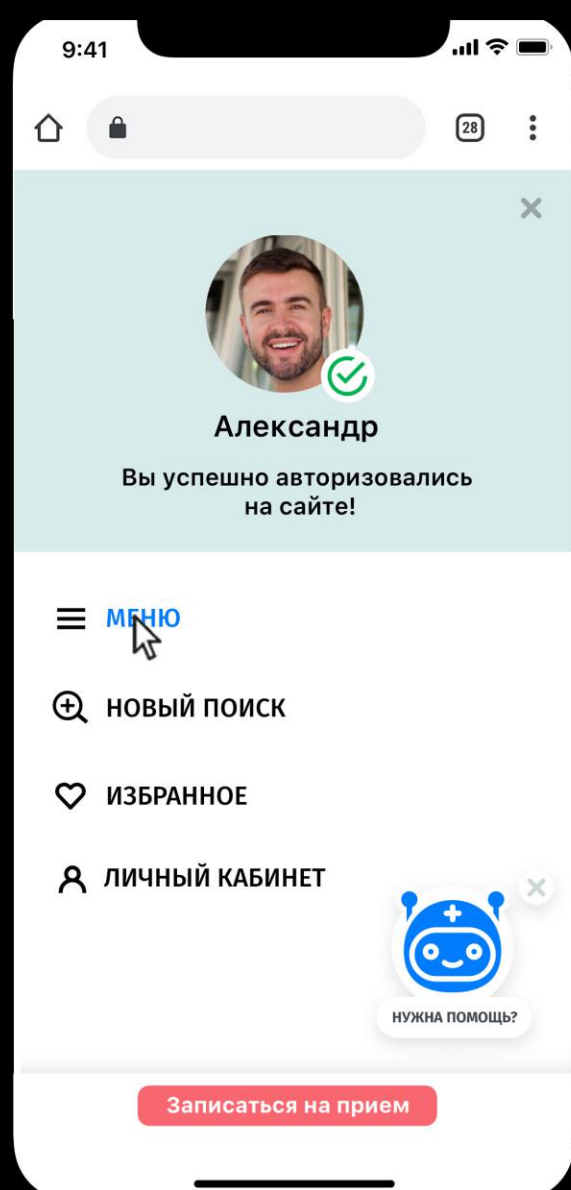 9:41
28
Александр
Вы успешно авторизовались
на сайте!
МЕНЮ
НОВЫЙ ПОИСК
ИЗБРАННОЕ
ЛИЧНЫЙ КАБИНЕТ
НУЖНА ПОМОЩЬ?
Записаться на прием